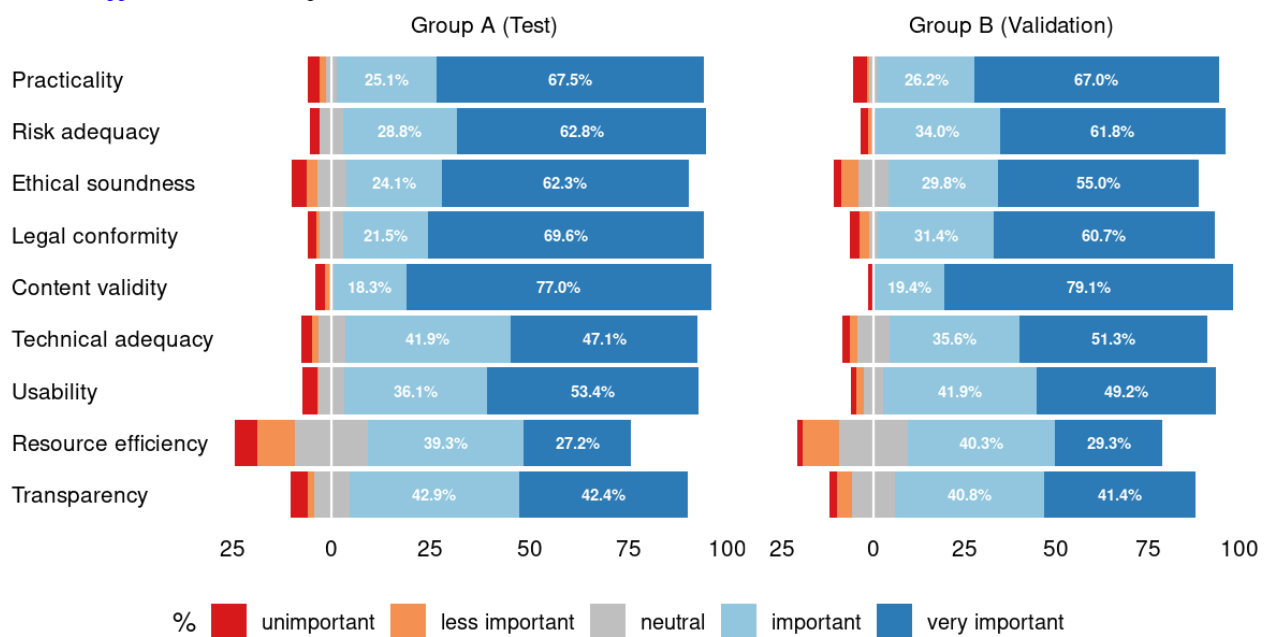 Group A (Test) Group B (Validation)
Practicality 25.1% 67.5% 26.2% 67.0%
Risk adequacy 28.8% 62.8% 34.0% 61.8%
Ethical soundness 24.1% 62.3% 29.8% 55.0%
Legal conformity 21.5% 69.6% 31.4% 60.7%
Content validity 18.3% 77.0% 19.4% 79.1%
Technical adequacy 41.9% 47.1% 35.6% 51.3%
Usability 36.1% 53.4% 41.9% 49.2%
Resource efficiency 39.3% 27.2% 40.3% 29.3%
Transparency 42.9% 42.4% 40.8% 41.4%
25 0 25 50 75 100 25 0 25 50 75 100
% unimportant less important neutral important very important